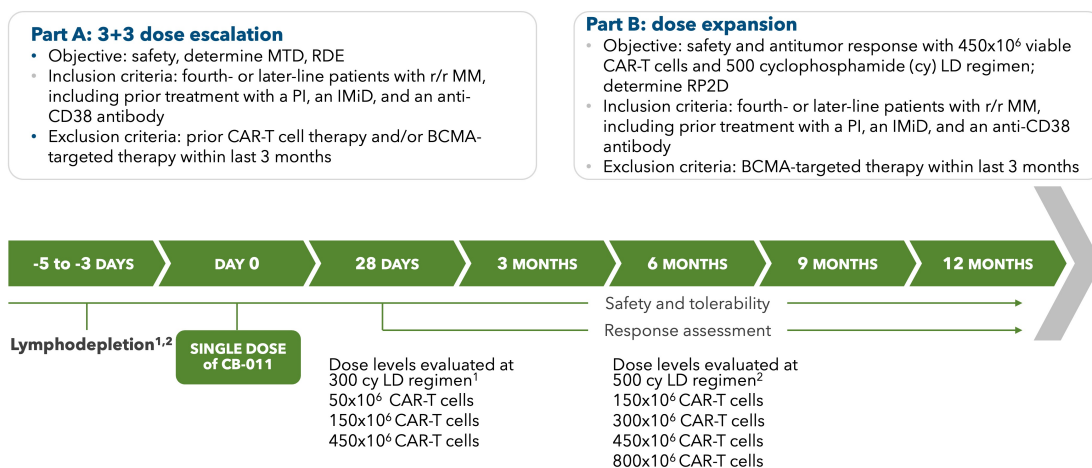 Part A: 3+3 dose escalation
• Objective: safety, determine MTD, RDE
• Inclusion criteria: fourth- or later-line patients with r/r MM,
including prior treatment with a PI, an IMiD, and an anti-
CD38 antibody
• Exclusion criteria: prior CAR-T cell therapy and/or BCMA-
targeted therapy within last 3 months
Part B: dose expansion
• Objective: safety and antitumor response with 450x10⁶ viable
CAR-T cells and 500 cyclophosphamide (cy) LD regimen;
determine RP2D
• Inclusion criteria: fourth- or later-line patients with r/r MM,
including prior treatment with a PI, an IMiD, and an anti-CD38
antibody
• Exclusion criteria: BCMA-targeted therapy within last 3 months
-5 to -3 DAYS
DAY 0
28 DAYS
3 MONTHS
6 MONTHS
9 MONTHS
12 MONTHS
Safety and tolerability
Response assessment
Lymphodepletion¹,²
SINGLE DOSE
of CB-011
Dose levels evaluated at
300 cy LD regimen¹
50x10⁶ CAR-T cells
150x10⁶ CAR-T cells
450x10⁶ CAR-T cells
Dose levels evaluated at
500 cy LD regimen²
150x10⁶ CAR-T cells
300x10⁶ CAR-T cells
450x10⁶ CAR-T cells
800x10⁶ CAR-T cells